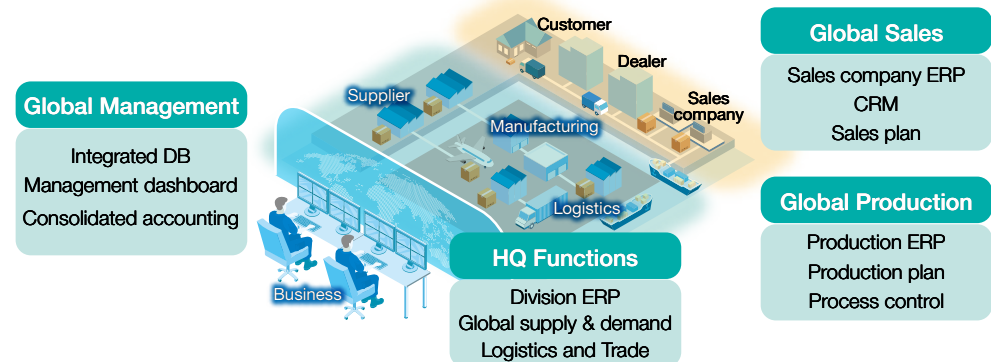 Global Management
Integrated DB
Management dashboard
Consolidated accounting
Customer
Dealer
Sales
company
Supplier
Manufacturing
Logistics
Business
HQ Functions
Division ERP
Global supply & demand
Logistics and Trade
Global Sales
Sales company ERP
CRM
Sales plan
Global Production
Production ERP
Production plan
Process control